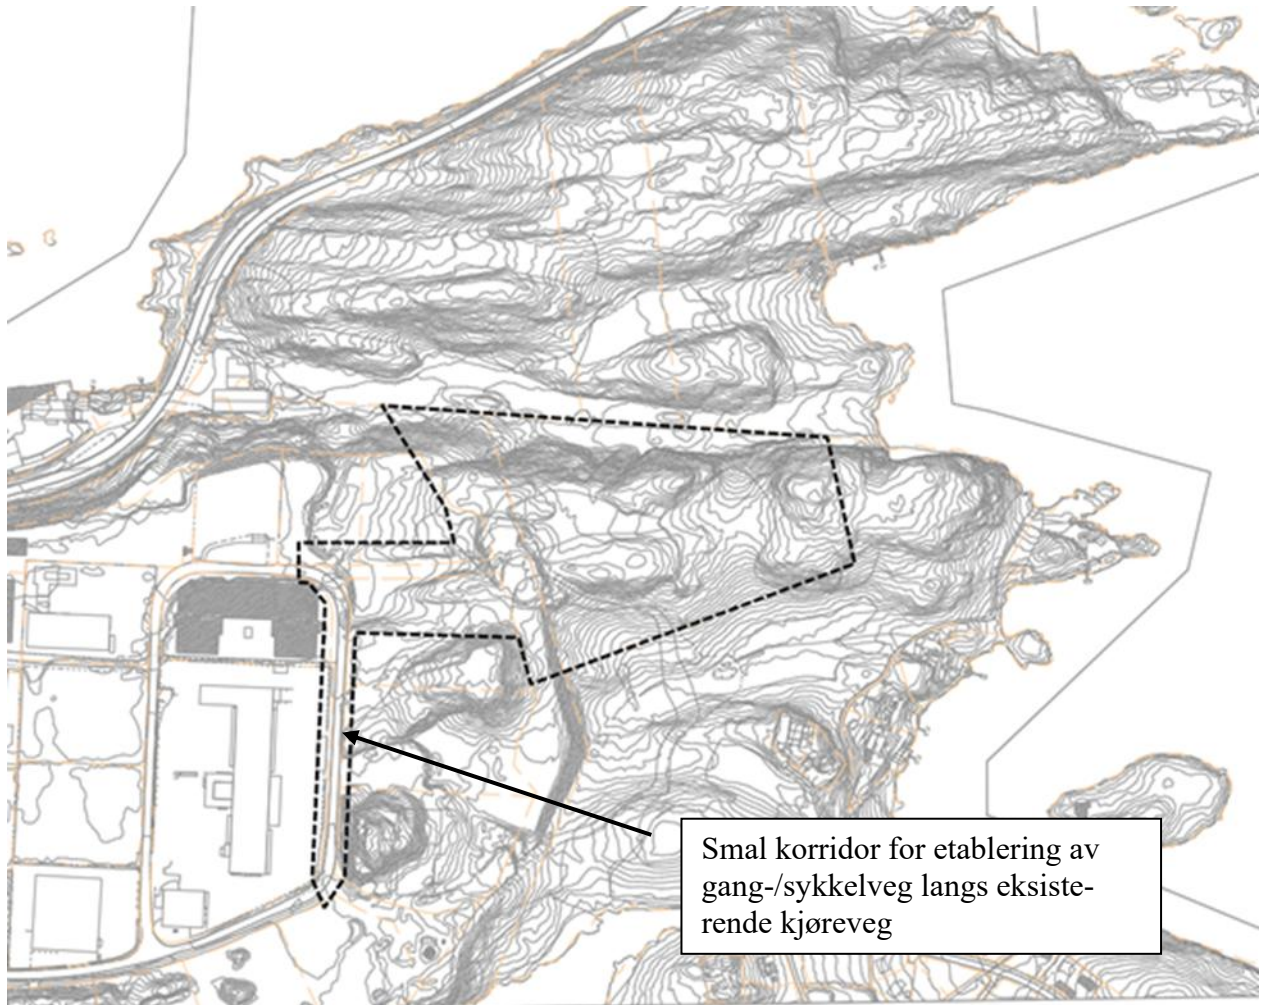 Smal korridor for etablering av
gang-/sykkelveg langs eksiste-
rende kjøreveg